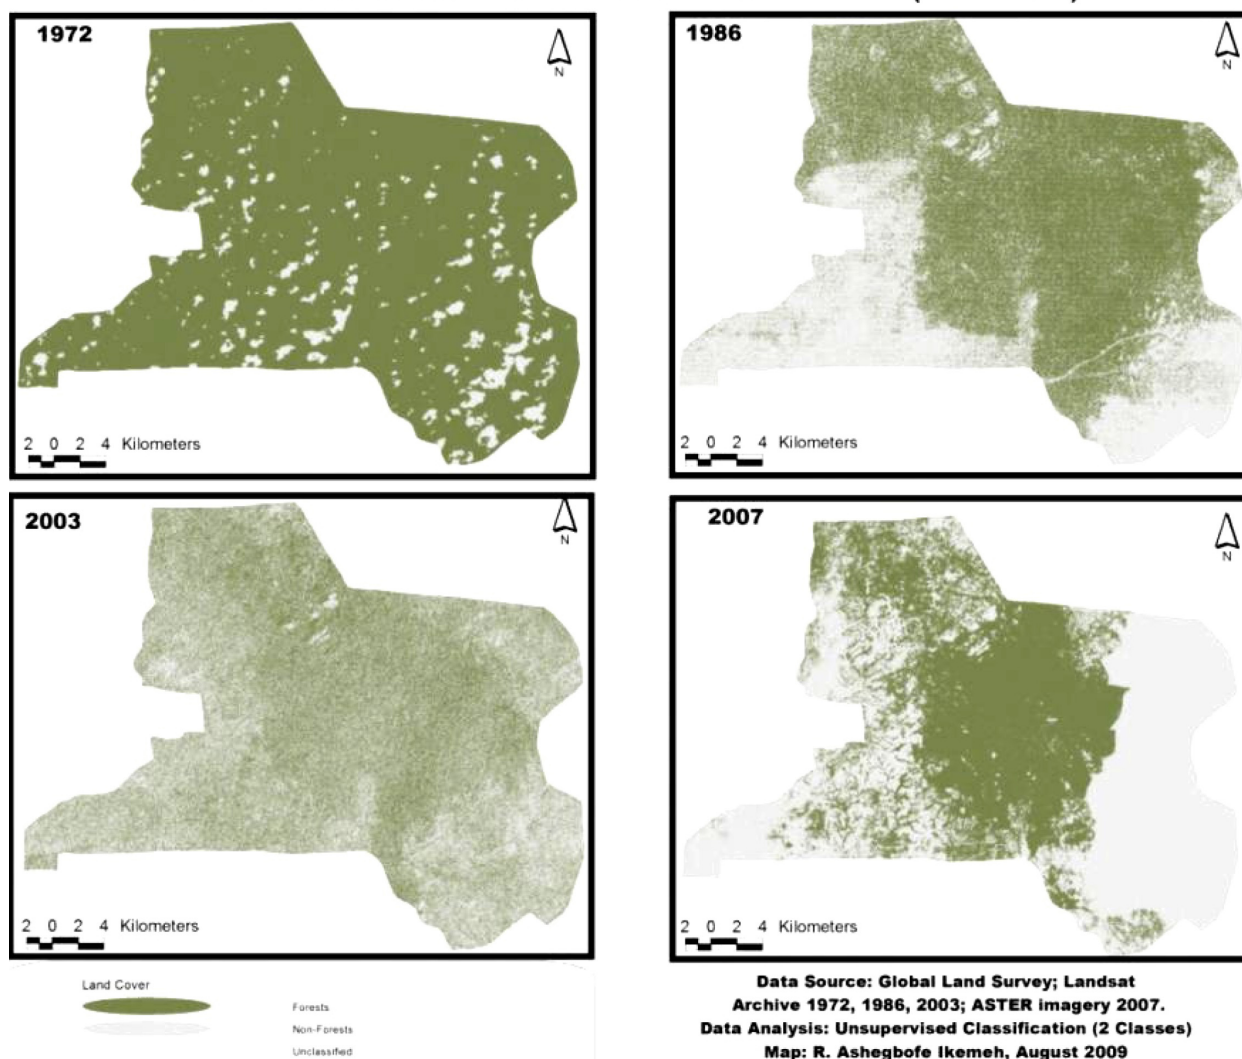 1972
N
2 0 2 4 Kilometers
1986
N
2 0 2 4 Kilometers
2003
N
2 0 2 4 Kilometers
2007
N
2 0 2 4 Kilometers
Land Cover
Forests
Non-Forests
Unclassified
Data Source: Global Land Survey; Landsat
Archive 1972, 1986, 2003; ASTER imagery 2007.
Data Analysis: Unsupervised Classification (2 Classes)
Map: R. Ashegbofe Ikemeh, August 2009